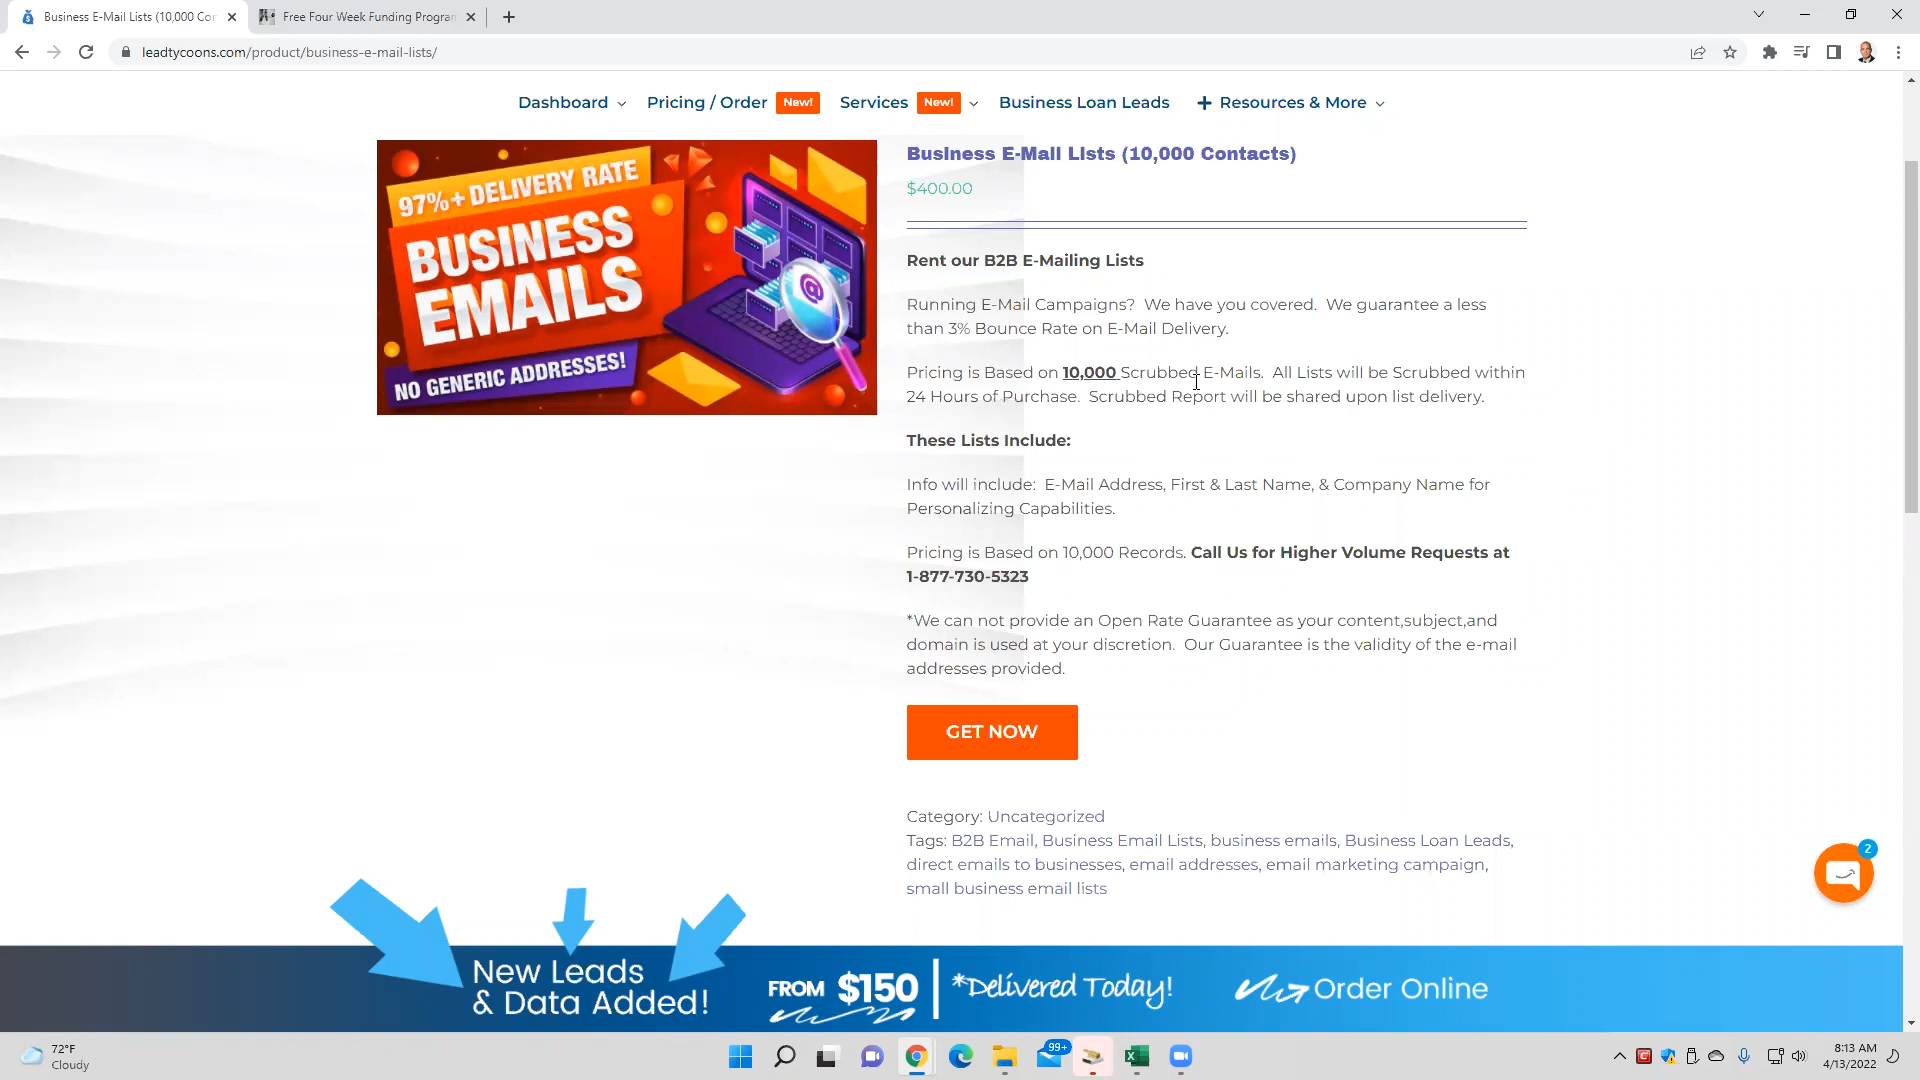 Business E-Mail Lists (10,000 Cor
Free Four Week Funding Program
leadtycoons.com/product/business-e-mail-lists/
Dashboard Pricing / Order New! Services New! Business Loan Leads + Resources & More
97%+ DELIVERY RATE
BUSINESS
EMAILS
NO GENERIC ADDRESSES!
Business E-Mail Lists (10,000 Contacts)
$400.00
Rent our B2B E-Mailing Lists
Running E-Mail Campaigns? We have you covered. We guarantee a less
than 3% Bounce Rate on E-Mail Delivery.
Pricing is Based on 10,000 Scrubbed E-Mails. All Lists will be Scrubbed within
24 Hours of Purchase. Scrubbed Report will be shared upon list delivery.
These Lists Include:
Info will include: E-Mail Address, First & Last Name, & Company Name for
Personalizing Capabilities.
Pricing is Based on 10,000 Records. Call Us for Higher Volume Requests at
1-877-730-5323
*We can not provide an Open Rate Guarantee as your content,subject,and
domain is used at your discretion. Our Guarantee is the validity of the e-mail
addresses provided.
GET NOW
Category: Uncategorized
Tags: B2B Email, Business Email Lists, business emails, Business Loan Leads,
direct emails to businesses, email addresses, email marketing campaign,
small business email lists
2
New Leads
& Data Added!
FROM $150
*Delivered Today!
Order Online
72°F
Cloudy
99+
8:13 AM
4/13/2022